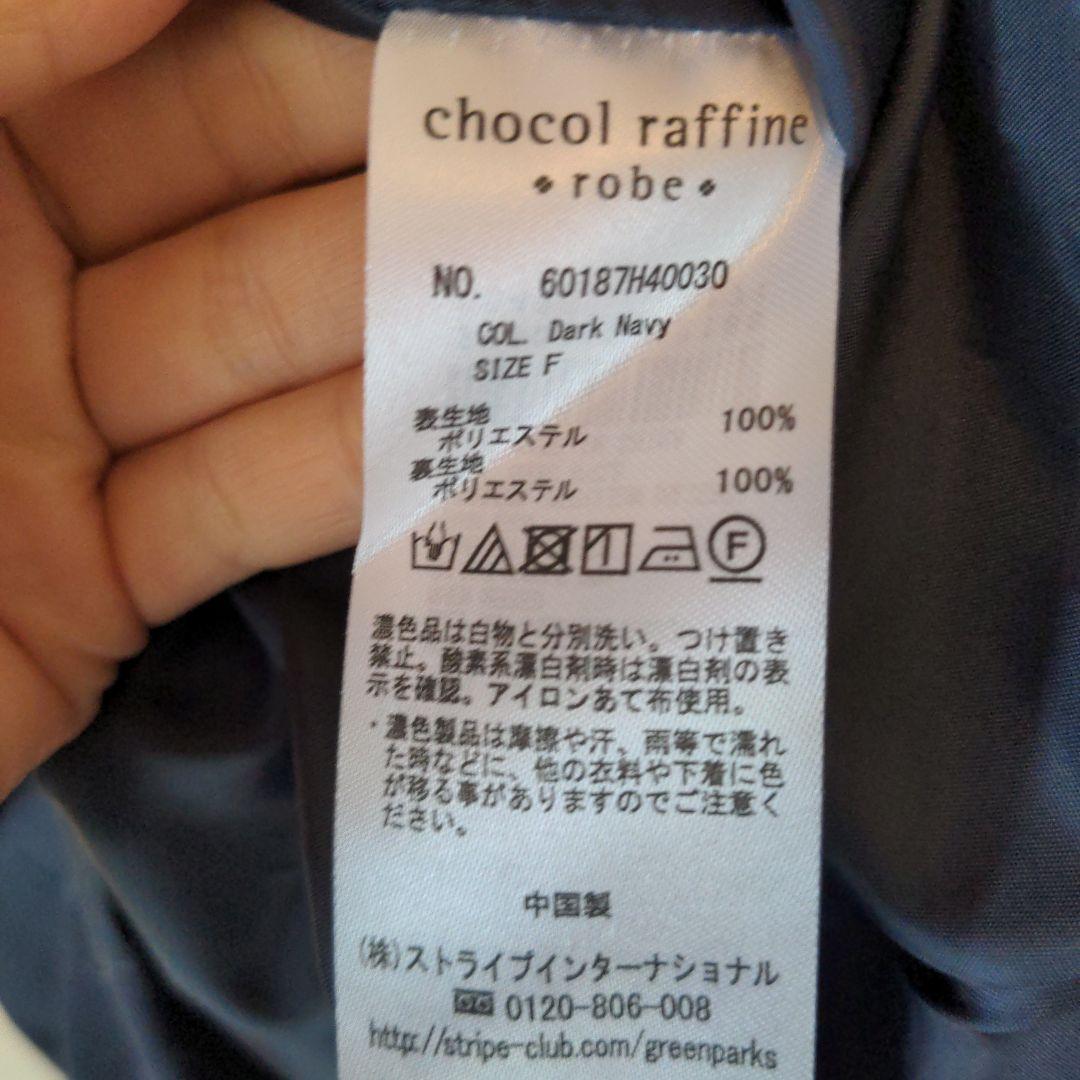 chocol raffine
robe
NO. 60187H40030
COL. Dark Navy
SIZE F
表生地
ポリエステル 100%
裏生地
ポリエステル 100%
F
濃色品は白物と分別洗い。つけ置き
禁止。酸素系漂白剤時は漂白剤の表
示を確認。アイロンあて布使用。
・濃色製品は摩擦や汗、雨等で濡れ
た時などに、他の衣料や下着に色
が移る事がありますのでご注意く
ださい。
中国製
(株)ストライプインターナショナル
0120-806-008
http://stripe-club.com/greenparks